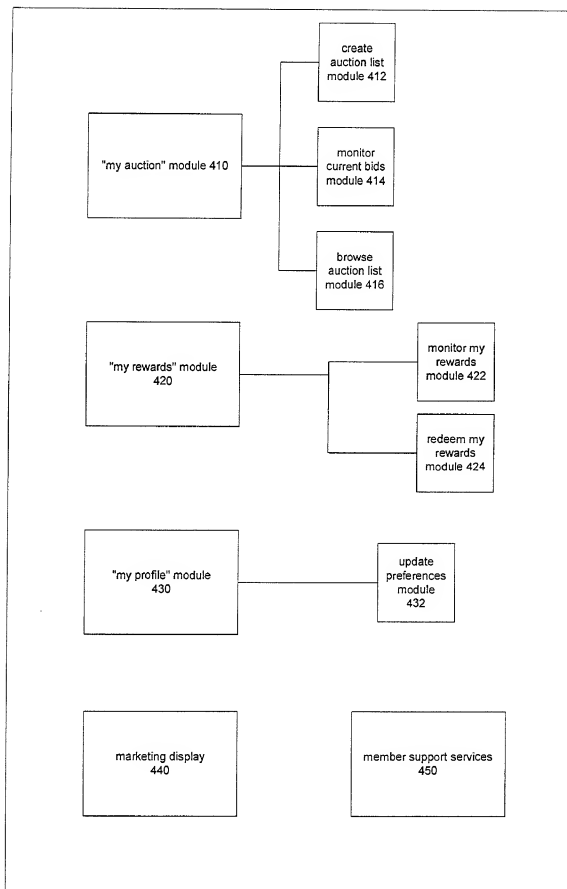 create
auction list
module 412
"my auction" module 410
monitor
current bids
module 414
browse
auction list
module 416
"my rewards" module
420
monitor my
rewards
module 422
redeem my
rewards
module 424
"my profile" module
430
update
preferences
module
432
marketing display
440
member support services
450